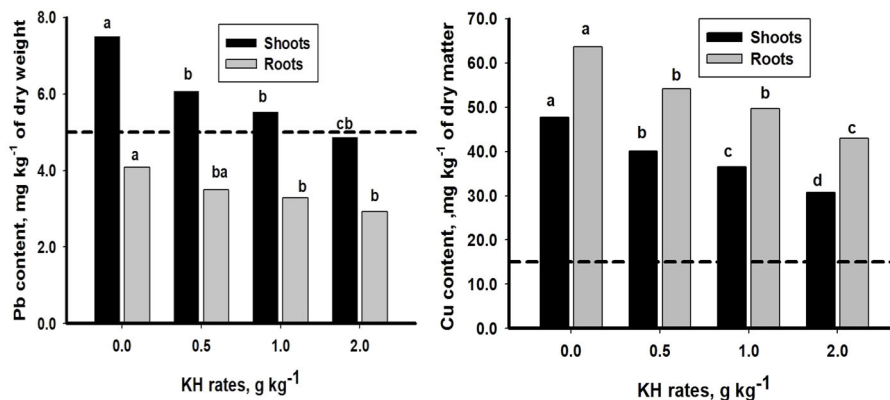 Pb content, mg kg-1 of dry weight
8.0
6.0
4.0
2.0
0.0
a
b
b
cb
a
ba
b
b
Shoots
Roots
0.0 0.5 1.0 2.0
KH rates, g kg-1
Cu content, ,mg kg-1 of dry matter
70.0
60.0
50.0
40.0
30.0
20.0
10.0
0.0
a
a
b
b
c
b
d
c
Shoots
Roots
0.0 0.5 1.0 2.0
KH rates, g kg-1